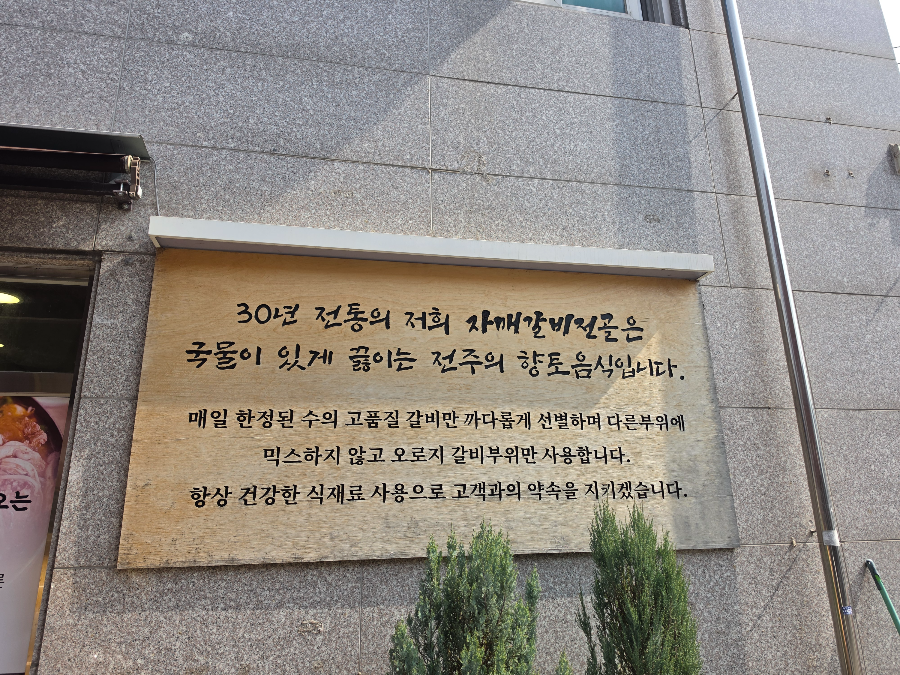 30년 전통의 저희 자깨갈비전골은
국물이 있게 끓이는 전주의 향토음식입니다.
매일 한정된 수의 고품질 갈비만 까다롭게 선별하며 다른부위에
믹스하지 않고 오로지 갈비부위만 사용합니다.
항상 건강한 식재료 사용으로 고객과의 약속을 지키겠습니다.
오는